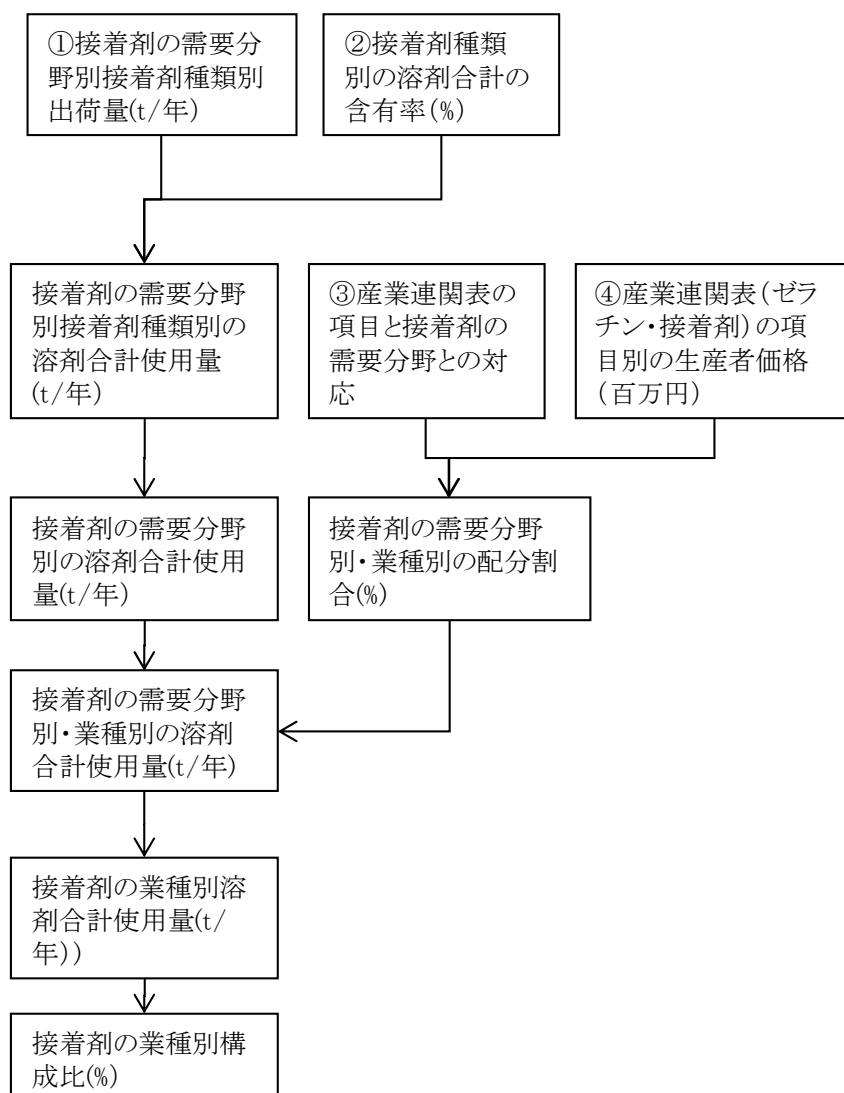 ①接着剤の需要分
野別接着剤種類別
出荷量(t/年)
②接着剤種類
別の溶剤合計の
含有率(%)
接着剤の需要分野
別接着剤種類別の
溶剤合計使用量
(t/年)
③産業連関表の
項目と接着剤の
需要分野との対
応
④産業連関表(ゼラ
チン・接着剤)の項
目別の生産者価格
(百万円)
接着剤の需要分野
別の溶剤合計使用
量(t/年)
接着剤の需要分野
別・業種別の配分割
合(%)
接着剤の需要分野
別・業種別の溶剤
合計使用量(t/年)
接着剤の業種別溶
剤合計使用量(t/
年))
接着剤の業種別構
成比(%)